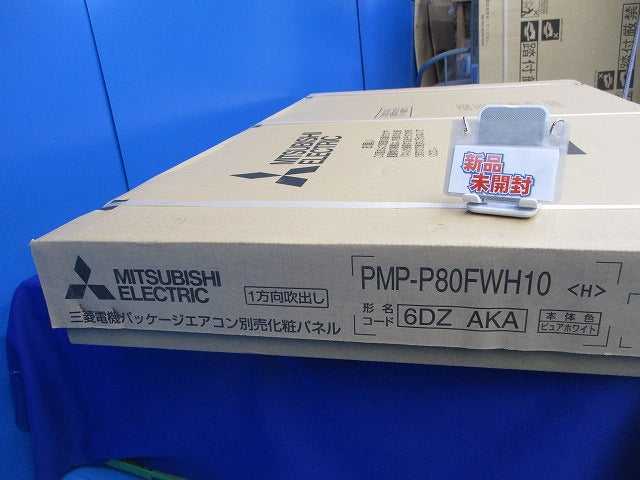 新品
未開封
MITSUBISHI
ELECTRIC
MITSUBISHI
ELECTRIC
1方向吹出し
三菱電機パッケージエアコン別売化粧パネル
PMP-P80FWH10 <H>
形名
コード
6DZ AKA
本体色
ピュアホワイト